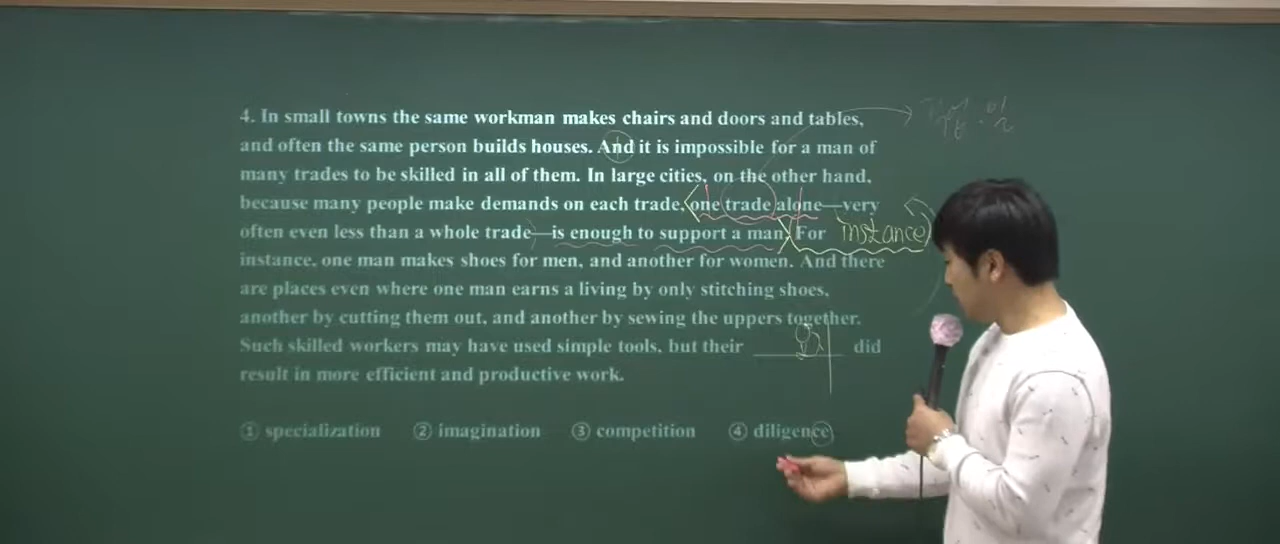 4. In small towns the same workman makes chairs and doors and tables,
and often the same person builds houses. And it is impossible for a man of
many trades to be skilled in all of them. In large cities, on the other hand,
because many people make demands on each trade, one trade alone—very
often even less than a whole trade—is enough to support a man. For instance
instance, one man makes shoes for men, and another for women. And there
are places even where one man earns a living by only stitching shoes,
another by cutting them out, and another by sewing the uppers together.
Such skilled workers may have used simple tools, but their ________ did
result in more efficient and productive work.
① specialization ② imagination ③ competition ④ diligence